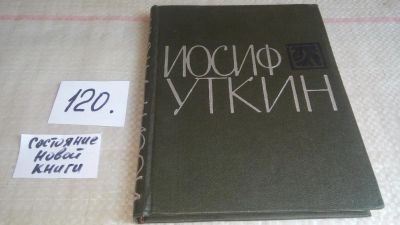 120.
Состояние
новой
книги
ИОСИФ
УТКИН